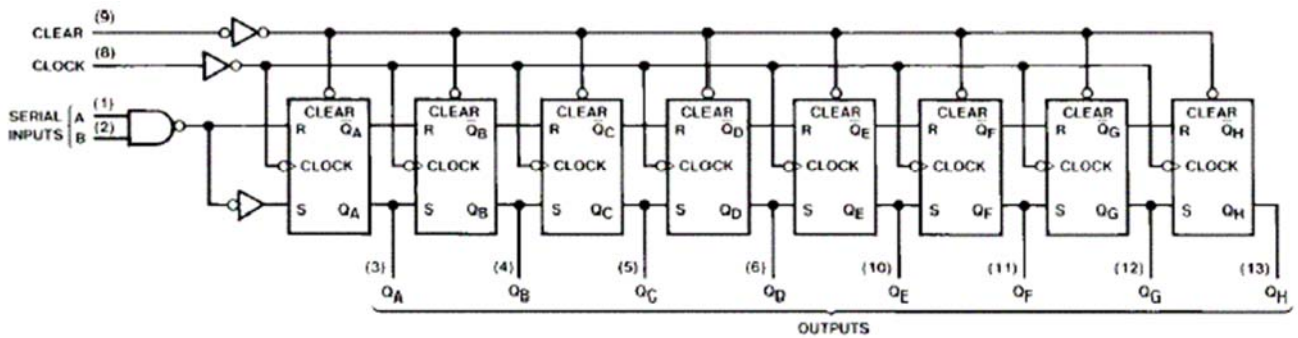 CLEAR (9)
CLOCK (8)
SERIAL INPUTS A (1)
B (2)
CLEAR CLEAR CLEAR CLEAR CLEAR CLEAR CLEAR CLEAR
R Q̅A R Q̅B R Q̅C R Q̅D R Q̅E R Q̅F R Q̅G R Q̅H
CLOCK CLOCK CLOCK CLOCK CLOCK CLOCK CLOCK CLOCK
S QA S QB S QC S QD S QE S QF S QG S QH
(3) (4) (5) (6) (10) (11) (12) (13)
QA QB QC QD QE QF QG QH
OUTPUTS